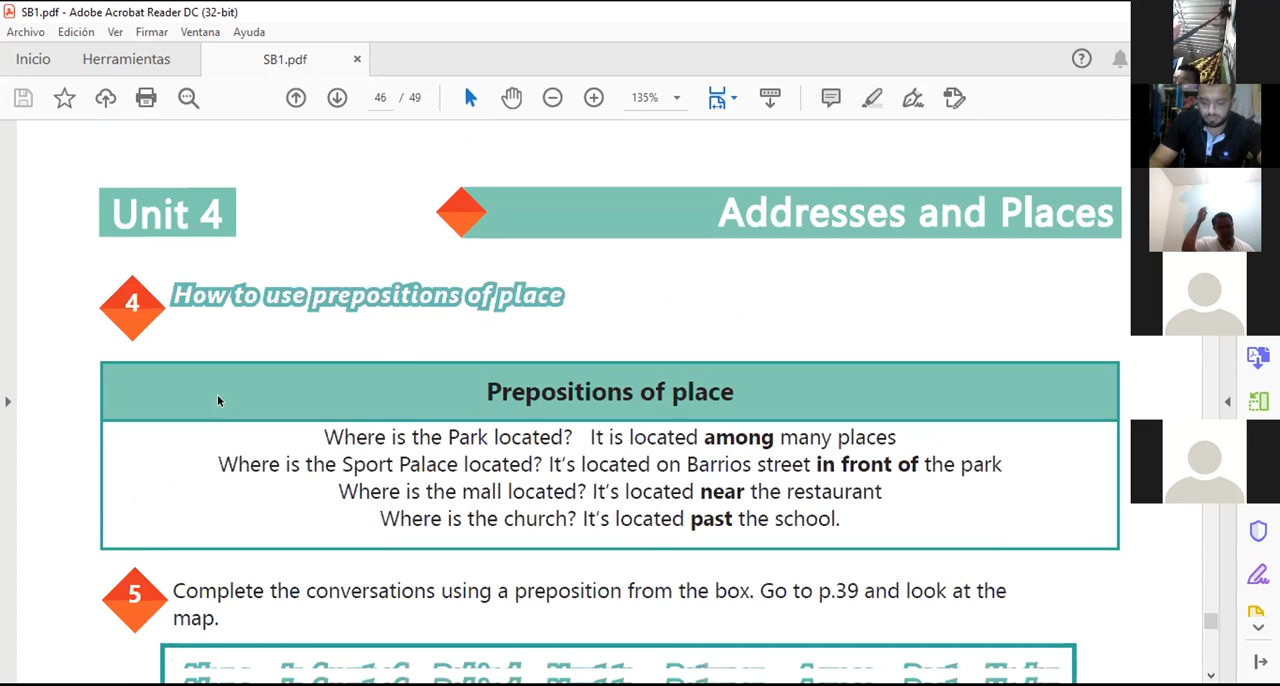 SB1.pdf - Adobe Acrobat Reader DC (32-bit)
Archivo Edición Ver Firmar Ventana Ayuda
Inicio Herramientas SB1.pdf ×
46 / 49 135%
Unit 4 Addresses and Places
4 How to use prepositions of place
Prepositions of place
Where is the Park located? It is located among many places
Where is the Sport Palace located? It's located on Barrios street in front of the park
Where is the mall located? It's located near the restaurant
Where is the church? It's located past the school.
5 Complete the conversations using a preposition from the box. Go to p.39 and look at the
map.